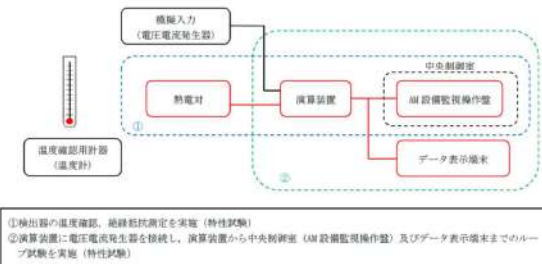 模擬入力
(電圧電流発生器)
中央制御室
熱電対
演算装置
AM 設備監視操作盤
①
温度確認用計器
(温度計)
データ表示端末
②
①検出器の温度確認、絶縁抵抗測定を実施（特性試験）
②演算装置に電圧電流発生器を接続し，演算装置から中央制御室（AM 設備監視操作盤）及びデータ表示端末までのルー
プ試験を実施（特性試験）